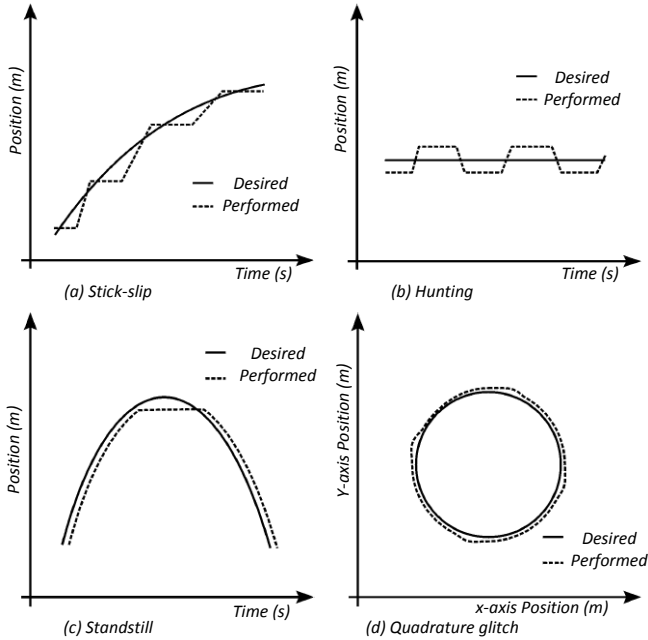 Position (m)
Desired
Performed
Time (s)
(a) Stick-slip
Position (m)
Desired
Performed
Time (s)
(b) Hunting
Position (m)
Desired
Performed
Time (s)
(c) Standstill
Y-axis Position (m)
Desired
Performed
x-axis Position (m)
(d) Quadrature glitch